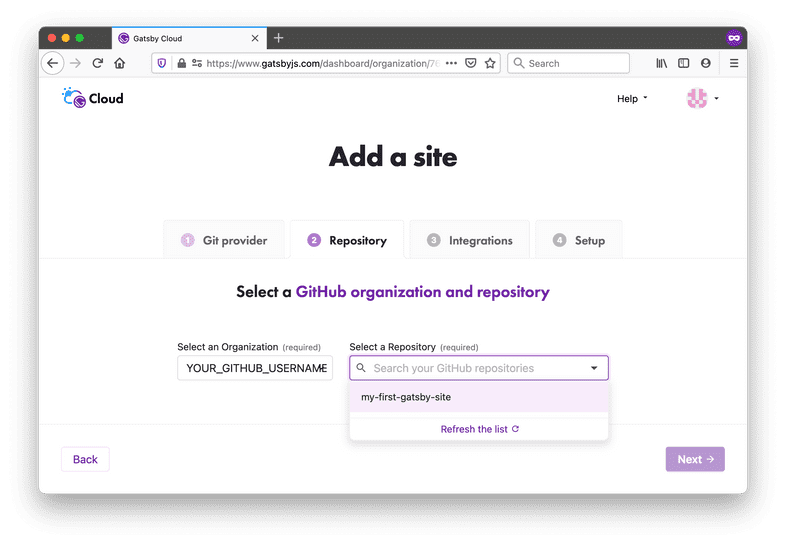 Gatsby Cloud
https://www.gatsbyjs.com/dashboard/organization/
Search
Cloud
Help
Add a site
1 Git provider
2 Repository
3 Integrations
4 Setup
Select a GitHub organization and repository
Select an Organization (required)
Select a Repository (required)
YOUR_GITHUB_USERNAME
Search your GitHub repositories
my-first-gatsby-site
Refresh the list
Back
Next